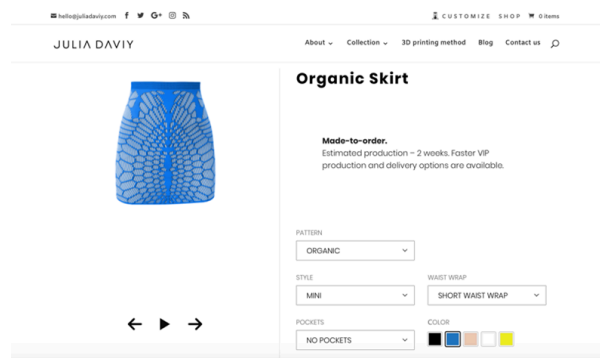 hello@juliadaviy.com
CUSTOMIZE SHOP 0 items
JULIA DAVIY
About Collection 3D printing method Blog Contact us
Organic Skirt
Made-to-order.
Estimated production – 2 weeks. Faster VIP
production and delivery options are available.
PATTERN
ORGANIC
STYLE WAIST WRAP
MINI SHORT WAIST WRAP
POCKETS COLOR
NO POCKETS